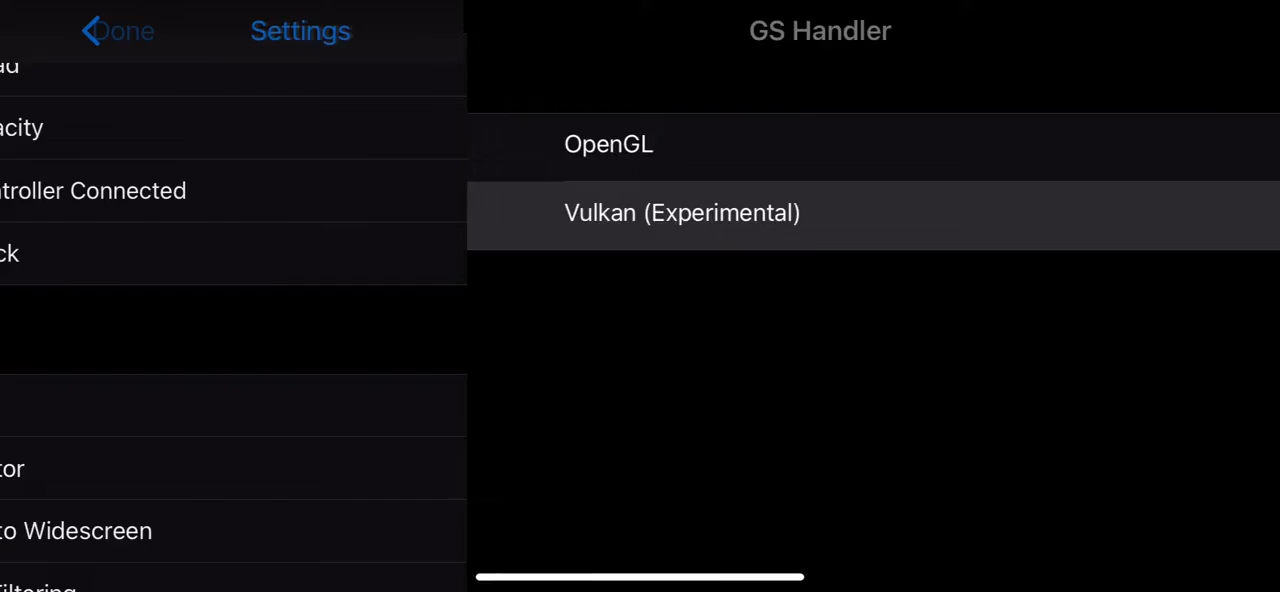 Done
Settings
GS Handler
acity
troller Connected
ck
tor
to Widescreen
OpenGL
Vulkan (Experimental)